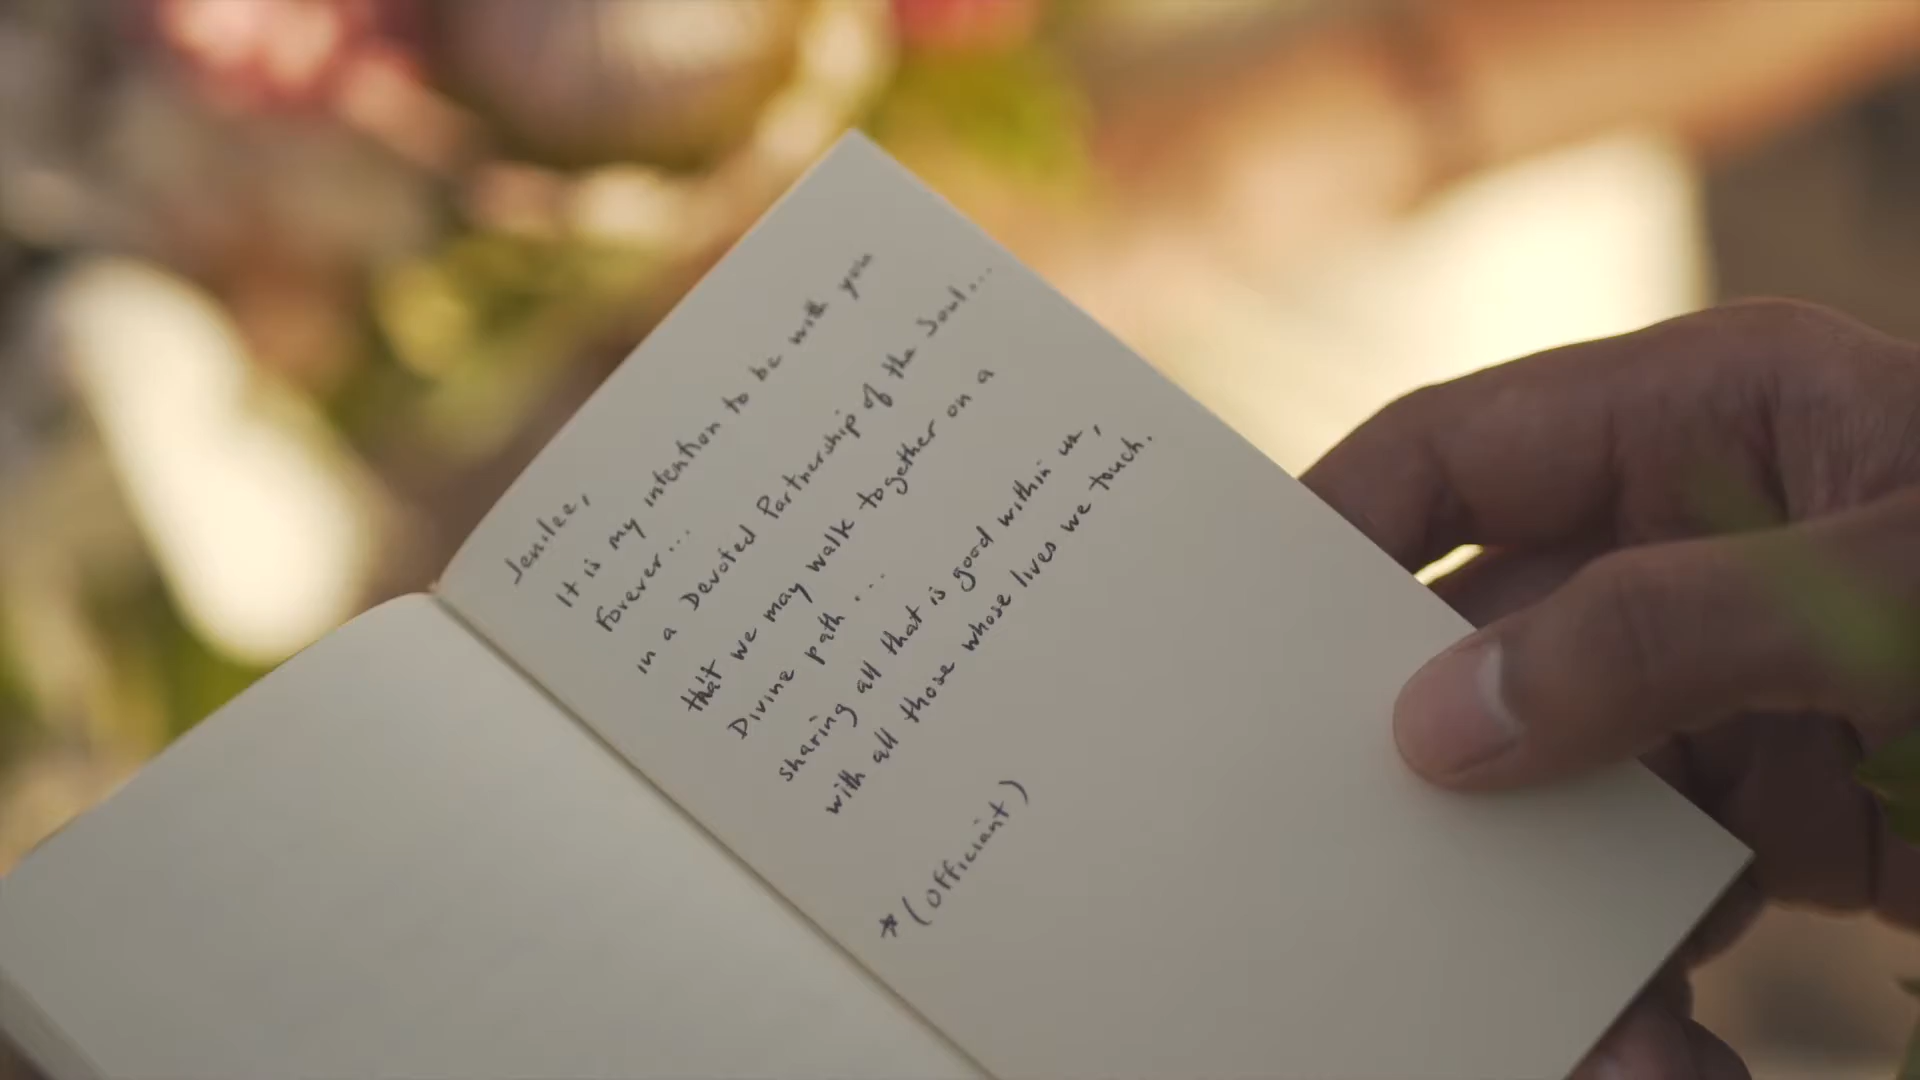 Jenilee,
It is my intention to be with you
Forever...
in a Devoted Partnership of the Soul...
that we may walk together on a
Divine path...
sharing all that is good within us,
with all those whose lives we touch.
*(officiant)